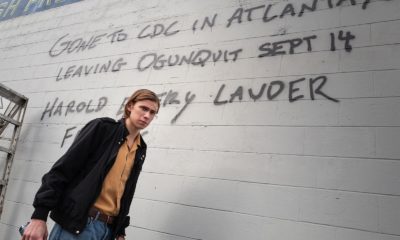 GONE TO CDC IN ATLANTA,
LEAVING OGUNQUIT SEPT 14
HAROLD LAUDER